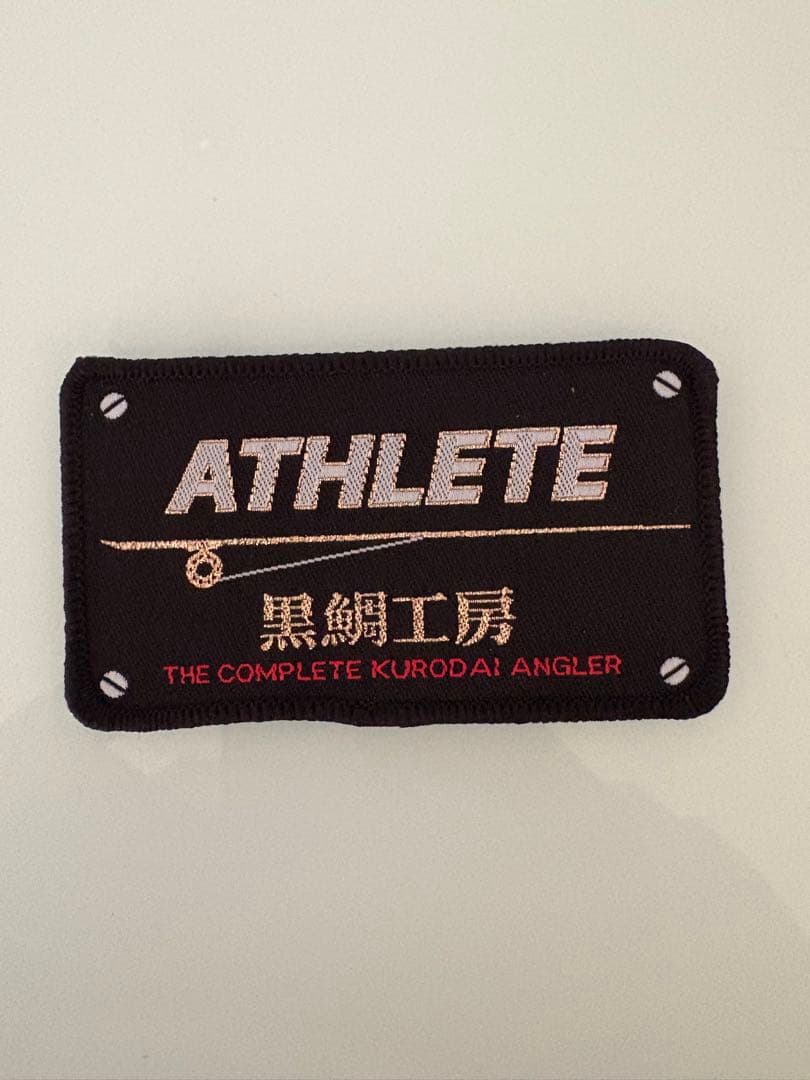 ATHLETE
黒鯛工房
THE COMPLETE KURODAI ANGLER